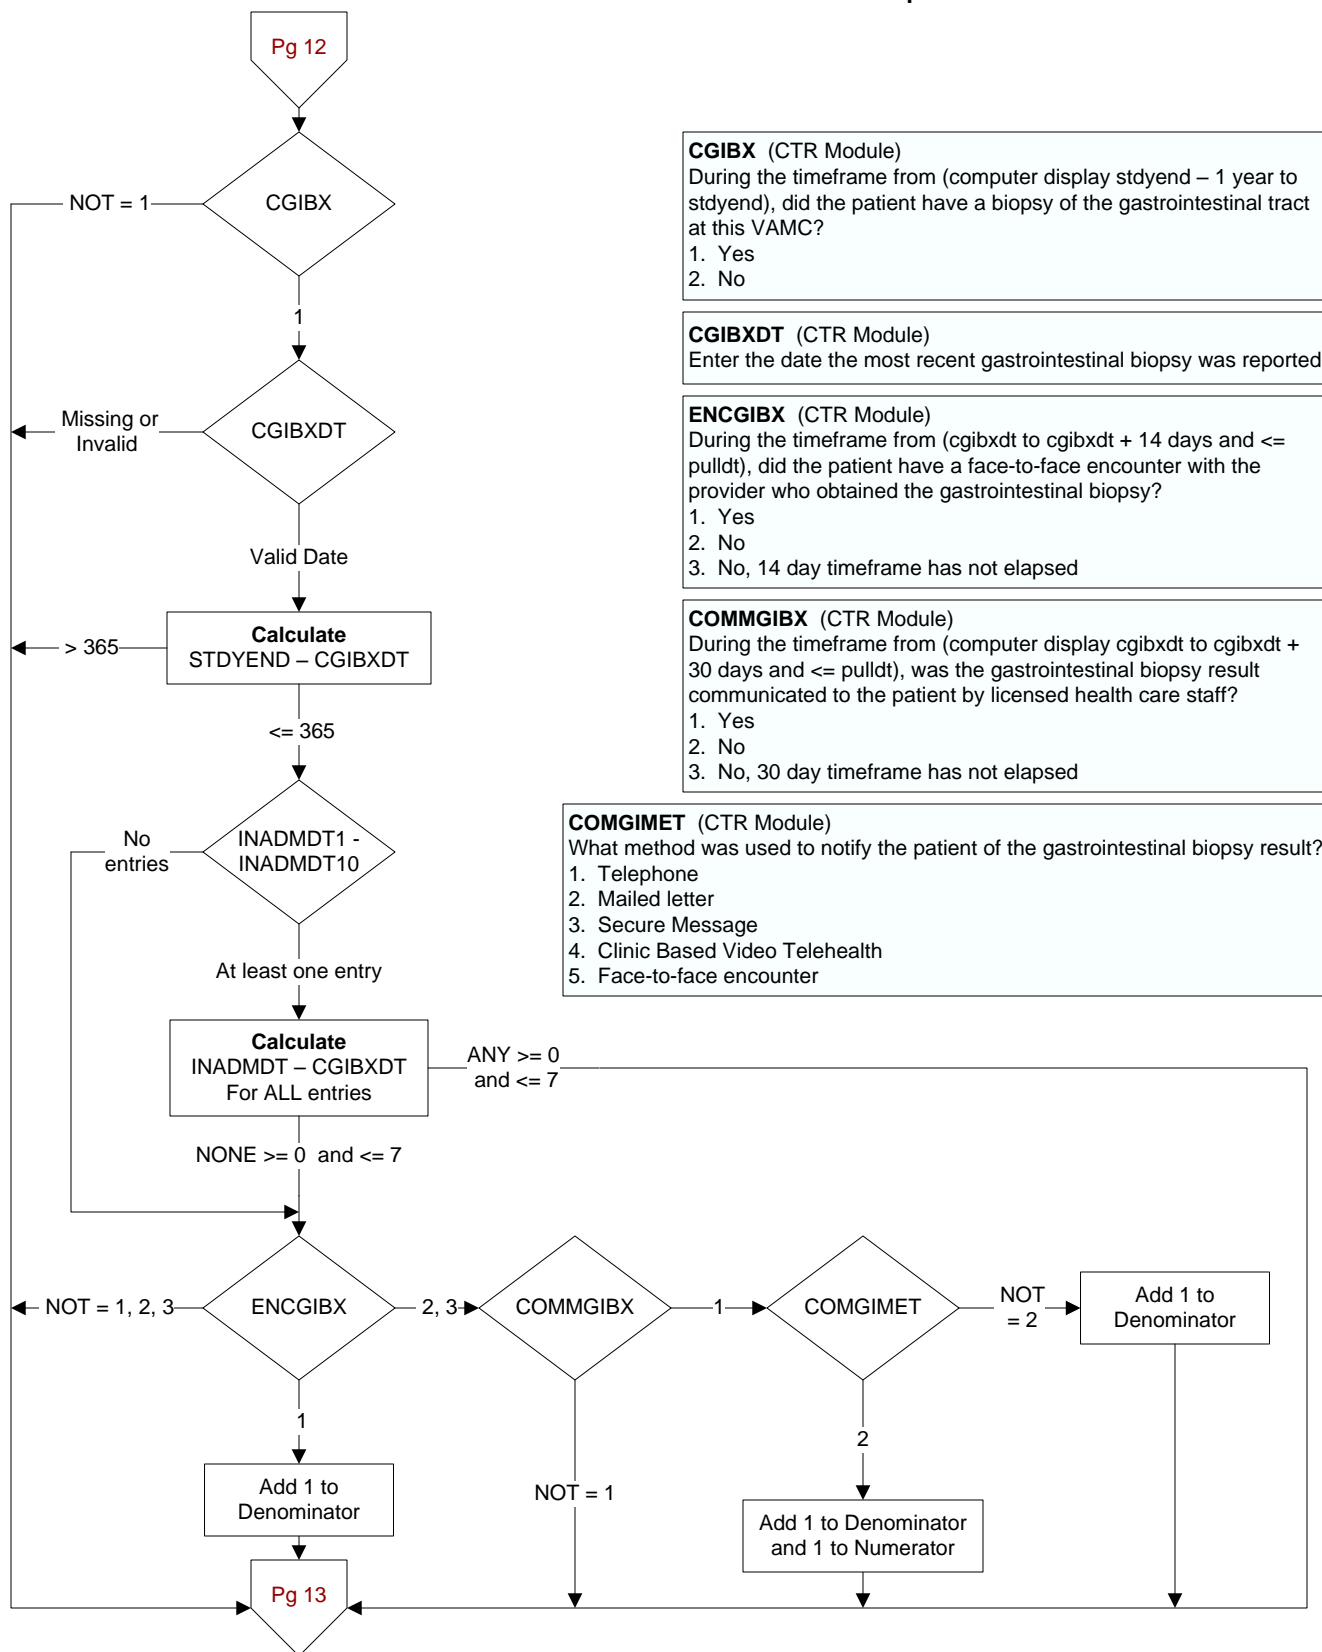 Pg 12
CGIBX
NOT = 1
1
CGIBXDT
Missing or
Invalid
Valid Date
Calculate
STDYEND – CGIBXDT
> 365
<= 365
INADMDT1 -
INADMDT10
No
entries
At least one entry
Calculate
INADMDT – CGIBXDT
For ALL entries
ANY >= 0
and <= 7
NONE >= 0 and <= 7
ENCGIBX
NOT = 1, 2, 3
2, 3
COMMGIBX
1
COMGIMET
NOT
= 2
Add 1 to
Denominator
1
Add 1 to
Denominator
NOT = 1
2
Add 1 to Denominator
and 1 to Numerator
Pg 13
CGIBX (CTR Module)
During the timeframe from (computer display stdyend – 1 year to
stdyend), did the patient have a biopsy of the gastrointestinal tract
at this VAMC?
1. Yes
2. No
CGIBXDT (CTR Module)
Enter the date the most recent gastrointestinal biopsy was reported
ENCGIBX (CTR Module)
During the timeframe from (cgibxdt to cgibxdt + 14 days and <=
pulldt), did the patient have a face-to-face encounter with the
provider who obtained the gastrointestinal biopsy?
1. Yes
2. No
3. No, 14 day timeframe has not elapsed
COMMGIBX (CTR Module)
During the timeframe from (computer display cgibxdt to cgibxdt +
30 days and <= pulldt), was the gastrointestinal biopsy result
communicated to the patient by licensed health care staff?
1. Yes
2. No
3. No, 30 day timeframe has not elapsed
COMGIMET (CTR Module)
What method was used to notify the patient of the gastrointestinal biopsy result?
1. Telephone
2. Mailed letter
3. Secure Message
4. Clinic Based Video Telehealth
5. Face-to-face encounter